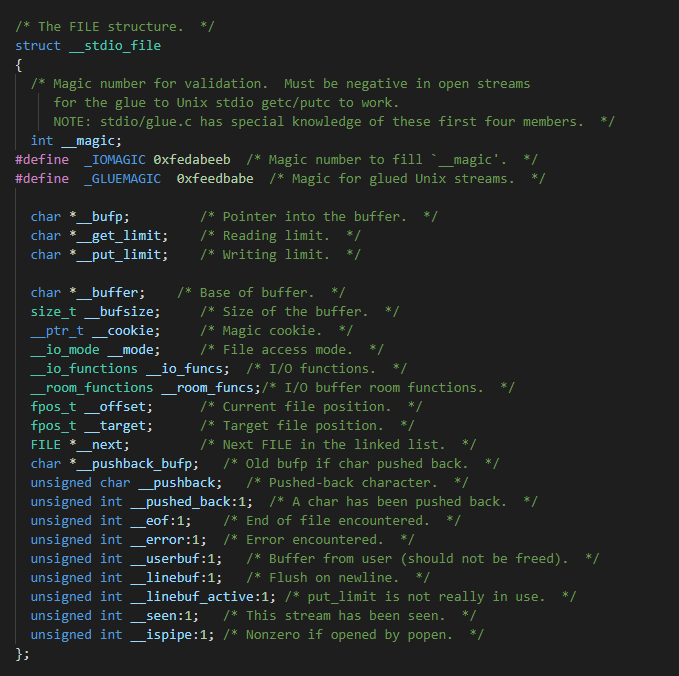 /* The FILE structure.  */
struct __stdio_file
{
  /* Magic number for validation.  Must be negative in open streams
     for the glue to Unix stdio getc/putc to work.
     NOTE: stdio/glue.c has special knowledge of these first four members.  */
  int __magic;
#define  _IOMAGIC 0xfedabeeb  /* Magic number to fill `__magic'.  */
#define  _GLUEMAGIC  0xfeedbabe  /* Magic for glued Unix streams.  */

  char *__bufp;         /* Pointer into the buffer.  */
  char *__get_limit;    /* Reading limit.  */
  char *__put_limit;    /* Writing limit.  */

  char *__buffer;    /* Base of buffer.  */
  size_t __bufsize;     /* Size of the buffer.  */
  __ptr_t __cookie;     /* Magic cookie.  */
  __io_mode __mode;     /* File access mode.  */
  __io_functions __io_funcs;  /* I/O functions.  */
  __room_functions __room_funcs;/* I/O buffer room functions.  */
  fpos_t __offset;      /* Current file position.  */
  fpos_t __target;      /* Target file position.  */
  FILE *__next;         /* Next FILE in the linked list.  */
  char *__pushback_bufp;   /* Old bufp if char pushed back.  */
  unsigned char __pushback;   /* Pushed-back character.  */
  unsigned int __pushed_back:1;  /* A char has been pushed back.  */
  unsigned int __eof:1;    /* End of file encountered.  */
  unsigned int __error:1;  /* Error encountered.  */
  unsigned int __userbuf:1;   /* Buffer from user (should not be freed).  */
  unsigned int __linebuf:1;   /* Flush on newline.  */
  unsigned int __linebuf_active:1; /* put_limit is not really in use.  */
  unsigned int __seen:1;   /* This stream has been seen.  */
  unsigned int __ispipe:1; /* Nonzero if opened by popen.  */
};